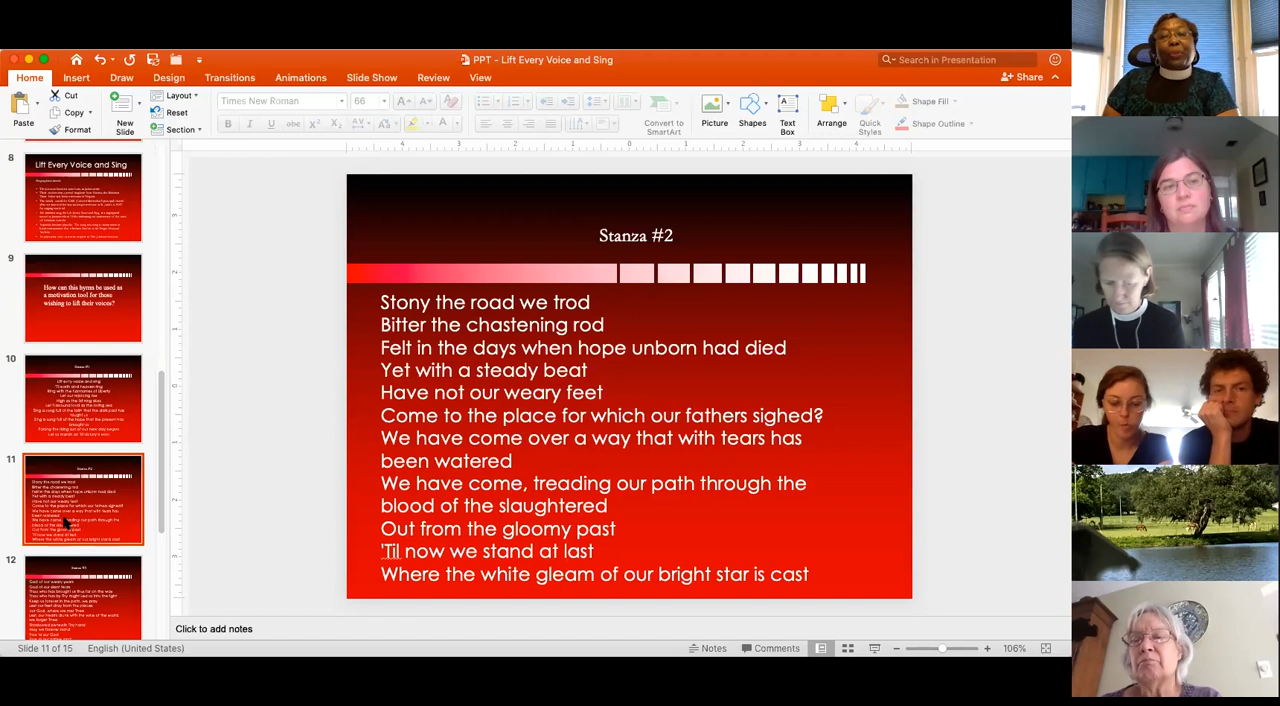 PPT - Lift Every Voice and Sing
Search in Presentation
Home Insert Draw Design Transitions Animations Slide Show Review View
Share
Paste
Cut
Copy
Format
New Slide
Layout
Reset
Section
Times New Roman 66
Convert to SmartArt
Picture
Shapes
Text Box
Arrange
Quick Styles
Shape Fill
Shape Outline
8
Lift Every Voice and Sing
9
How can this hymn be used as
a motivation tool for those
wishing to lift their voices?
10
11
Stanza #2
12
Stanza #2
Stony the road we trod
Bitter the chastening rod
Felt in the days when hope unborn had died
Yet with a steady beat
Have not our weary feet
Come to the place for which our fathers sighed?
We have come over a way that with tears has
been watered
We have come, treading our path through the
blood of the slaughtered
Out from the gloomy past
'Til now we stand at last
Where the white gleam of our bright star is cast
Click to add notes
Slide 11 of 15 English (United States) Notes Comments 106%